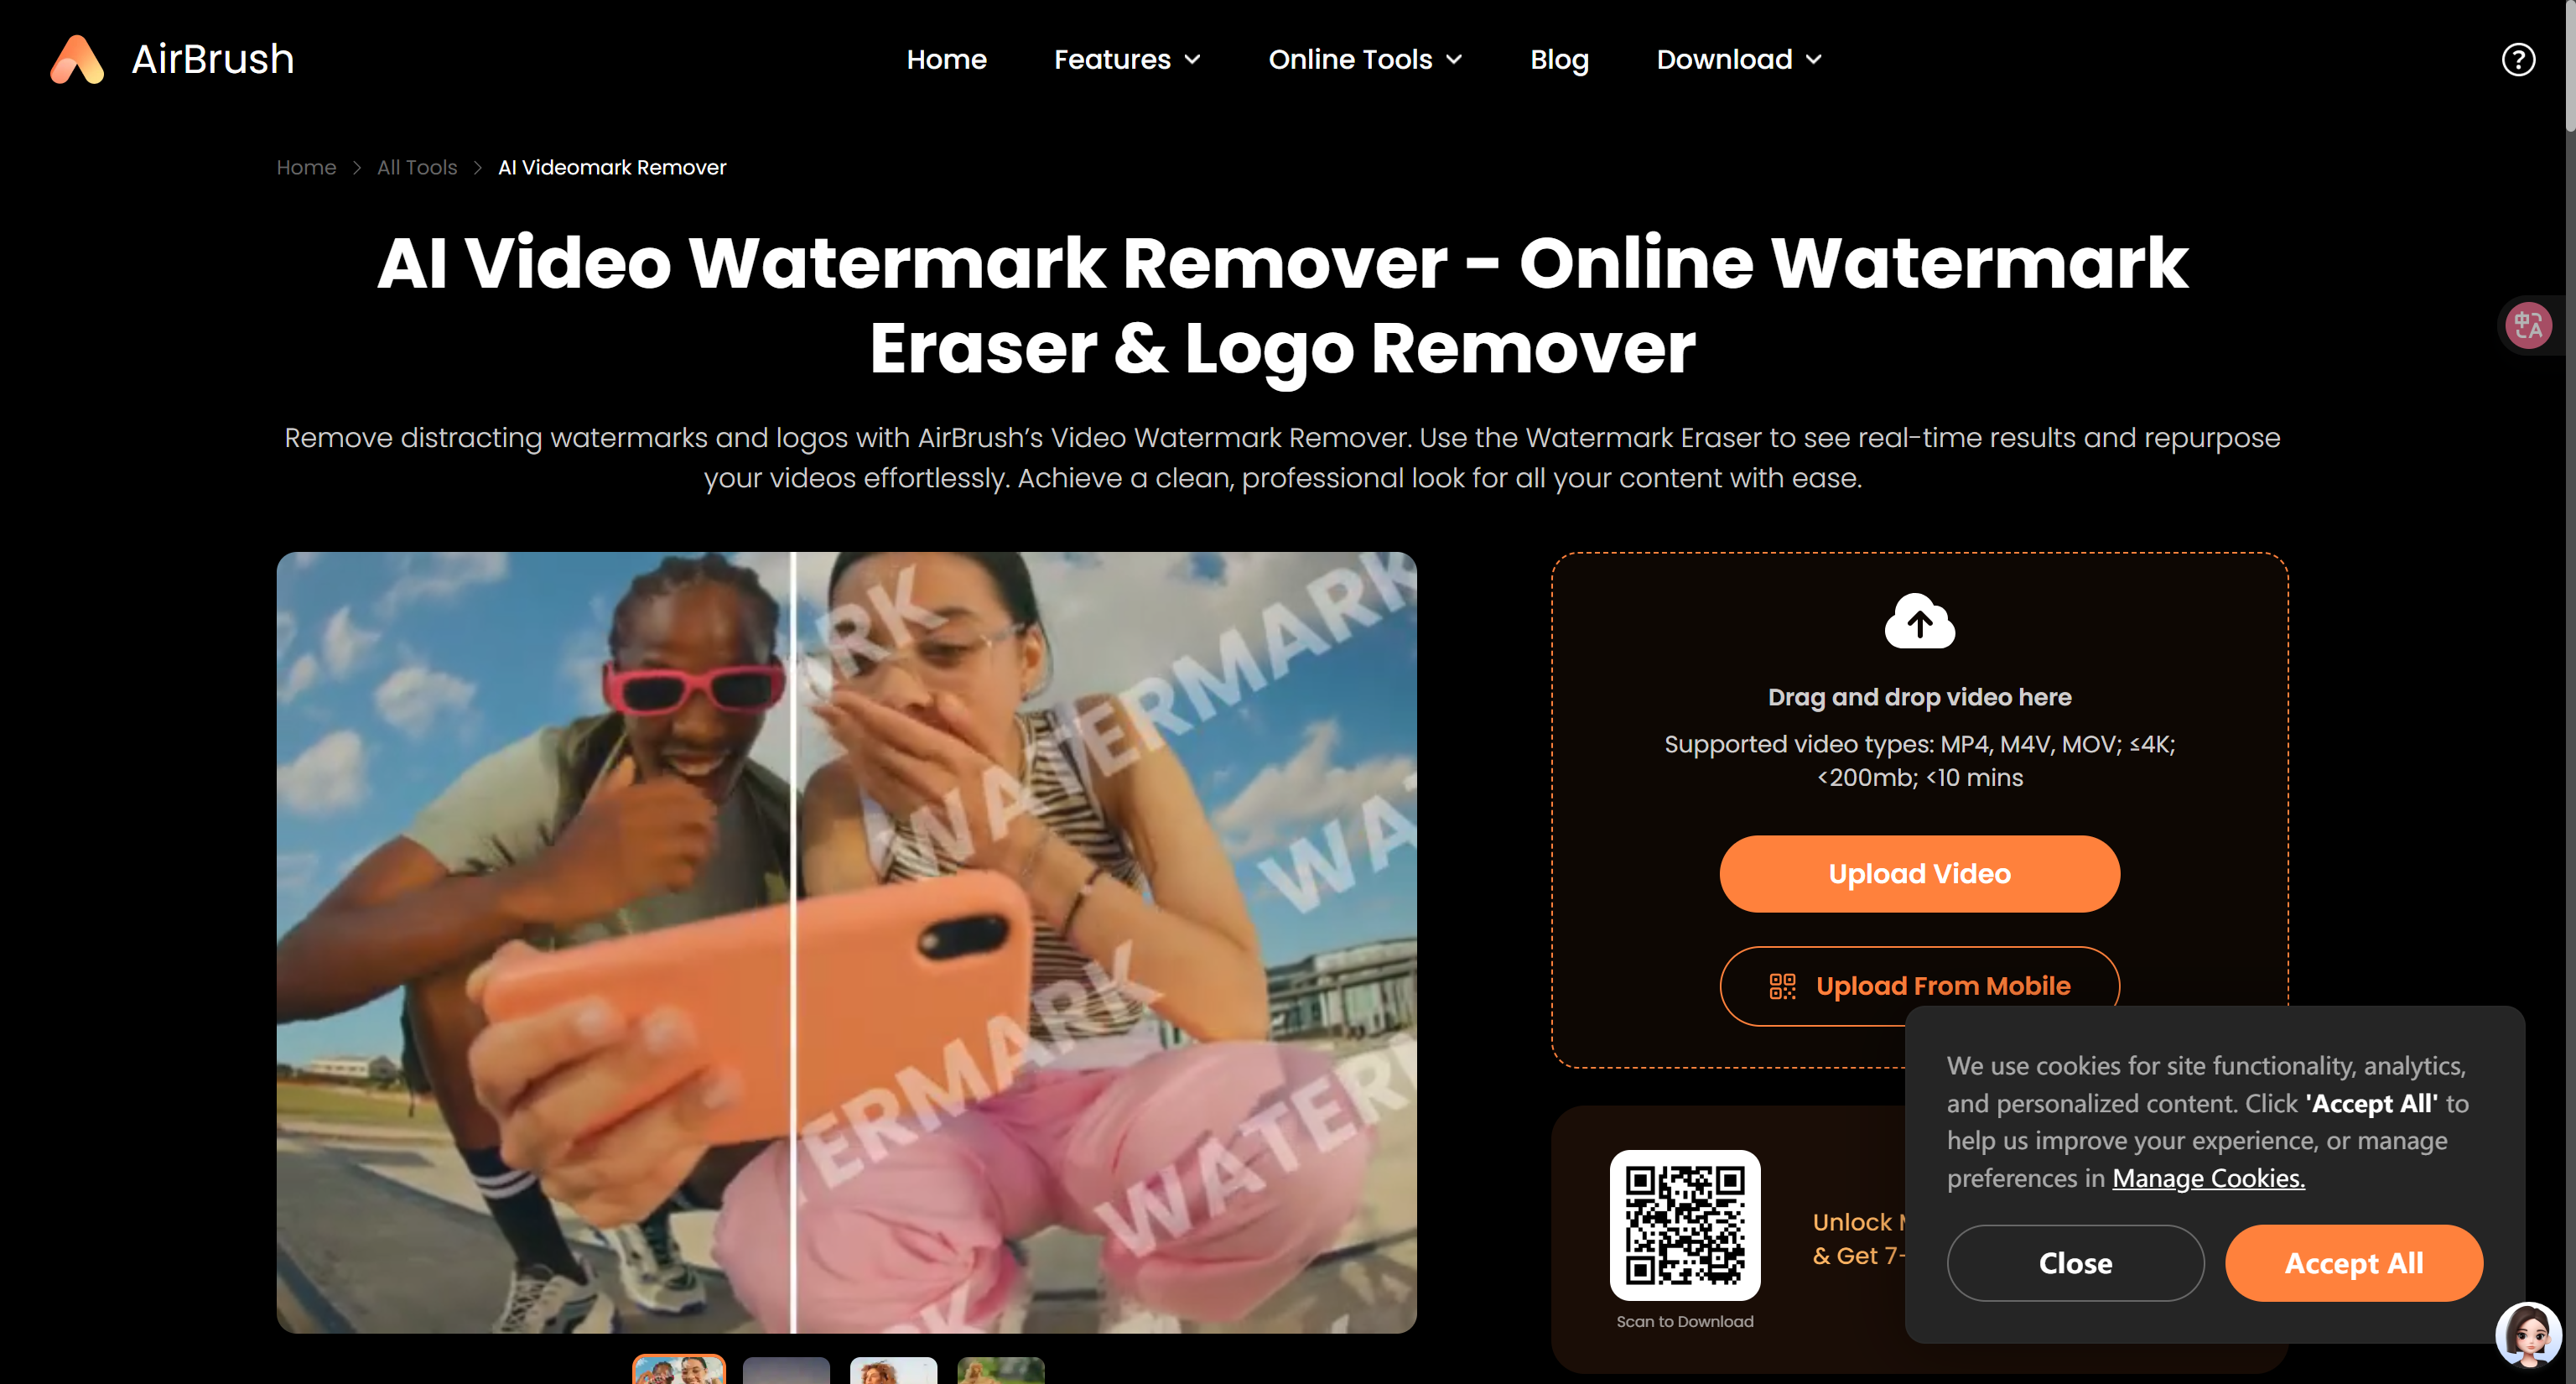 AirBrush
Home
Features
Online Tools
Blog
Download
?
Home > All Tools > AI Videomark Remover
AI Video Watermark Remover - Online Watermark
Eraser & Logo Remover
Remove distracting watermarks and logos with AirBrush’s Video Watermark Remover. Use the Watermark Eraser to see real-time results and repurpose
your videos effortlessly. Achieve a clean, professional look for all your content with ease.
中A
ARK
WATERMARK
WA
ERMARK
WATER
Drag and drop video here
Supported video types: MP4, M4V, MOV; ≤4K;
<200mb; <10 mins
Upload Video
Upload From Mobile
Scan to Download
Unlock
& Get 7-
We use cookies for site functionality, analytics,
and personalized content. Click 'Accept All' to
help us improve your experience, or manage
preferences in Manage Cookies.
Close
Accept All